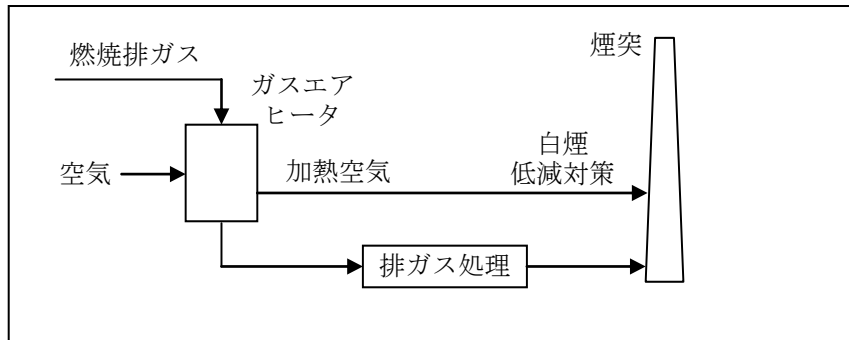 燃焼排ガス
煙突
ガスエア
ヒータ
空気
加熱空気
白煙
低減対策
排ガス処理